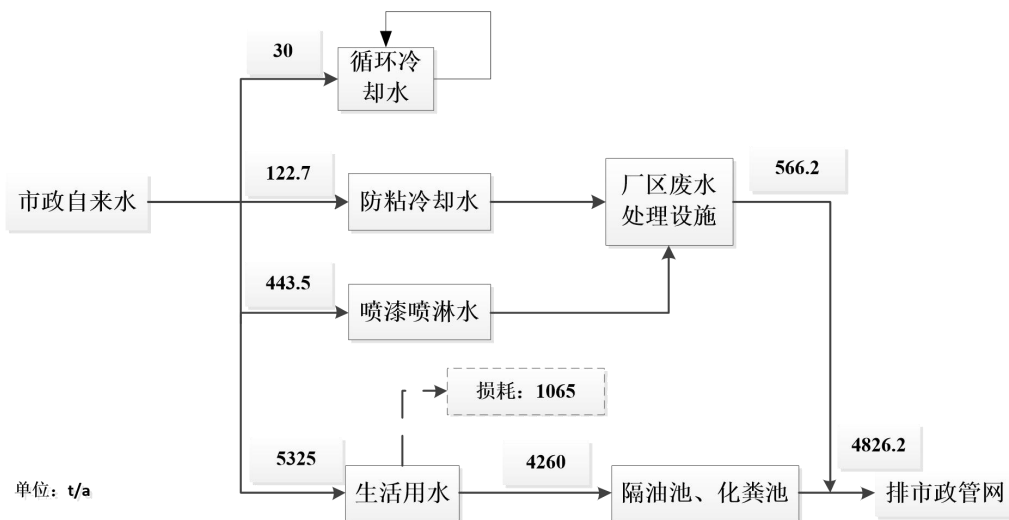 30
循环冷
却水
市政自来水
122.7
防粘冷却水
厂区废水
处理设施
566.2
443.5
喷漆喷淋水
损耗：1065
5325
生活用水
4260
隔油池、化粪池
4826.2
排市政管网
单位：t/a